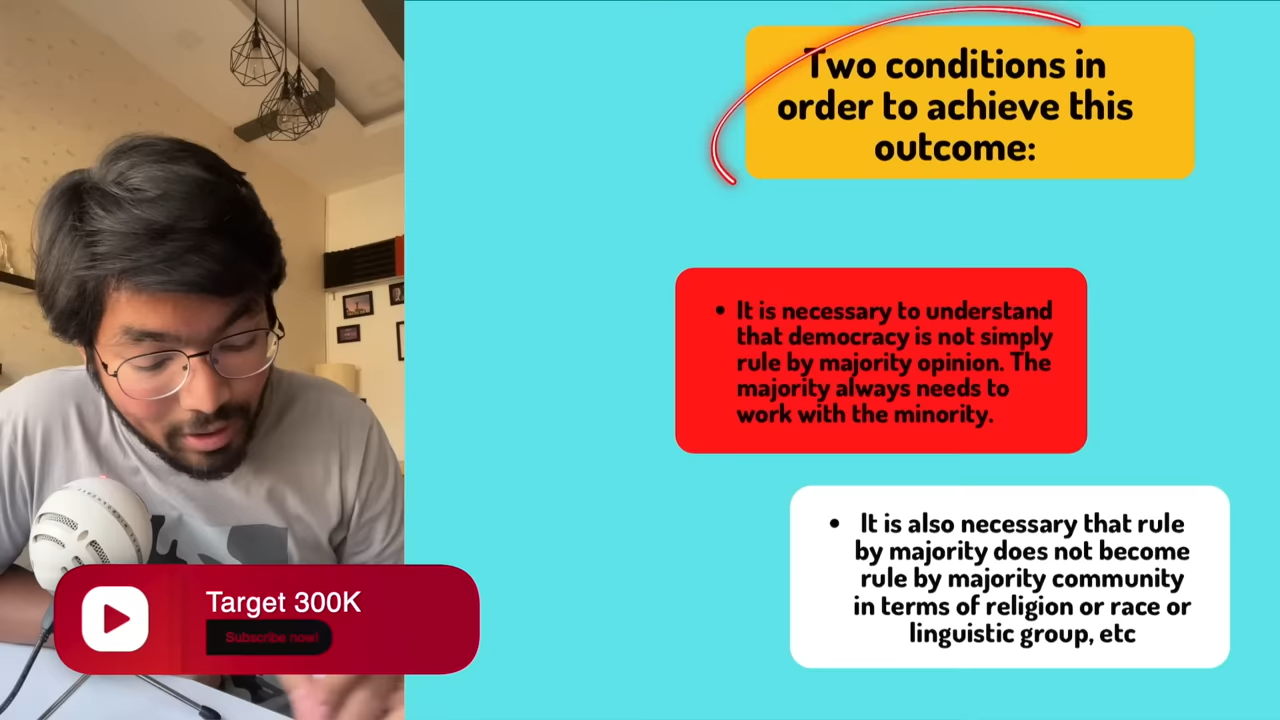 Two conditions in
order to achieve this
outcome:
• It is necessary to understand
that democracy is not simply
rule by majority opinion. The
majority always needs to
work with the minority.
• It is also necessary that rule
by majority does not become
rule by majority community
in terms of religion or race or
linguistic group, etc
Target 300K
Subscribe now!